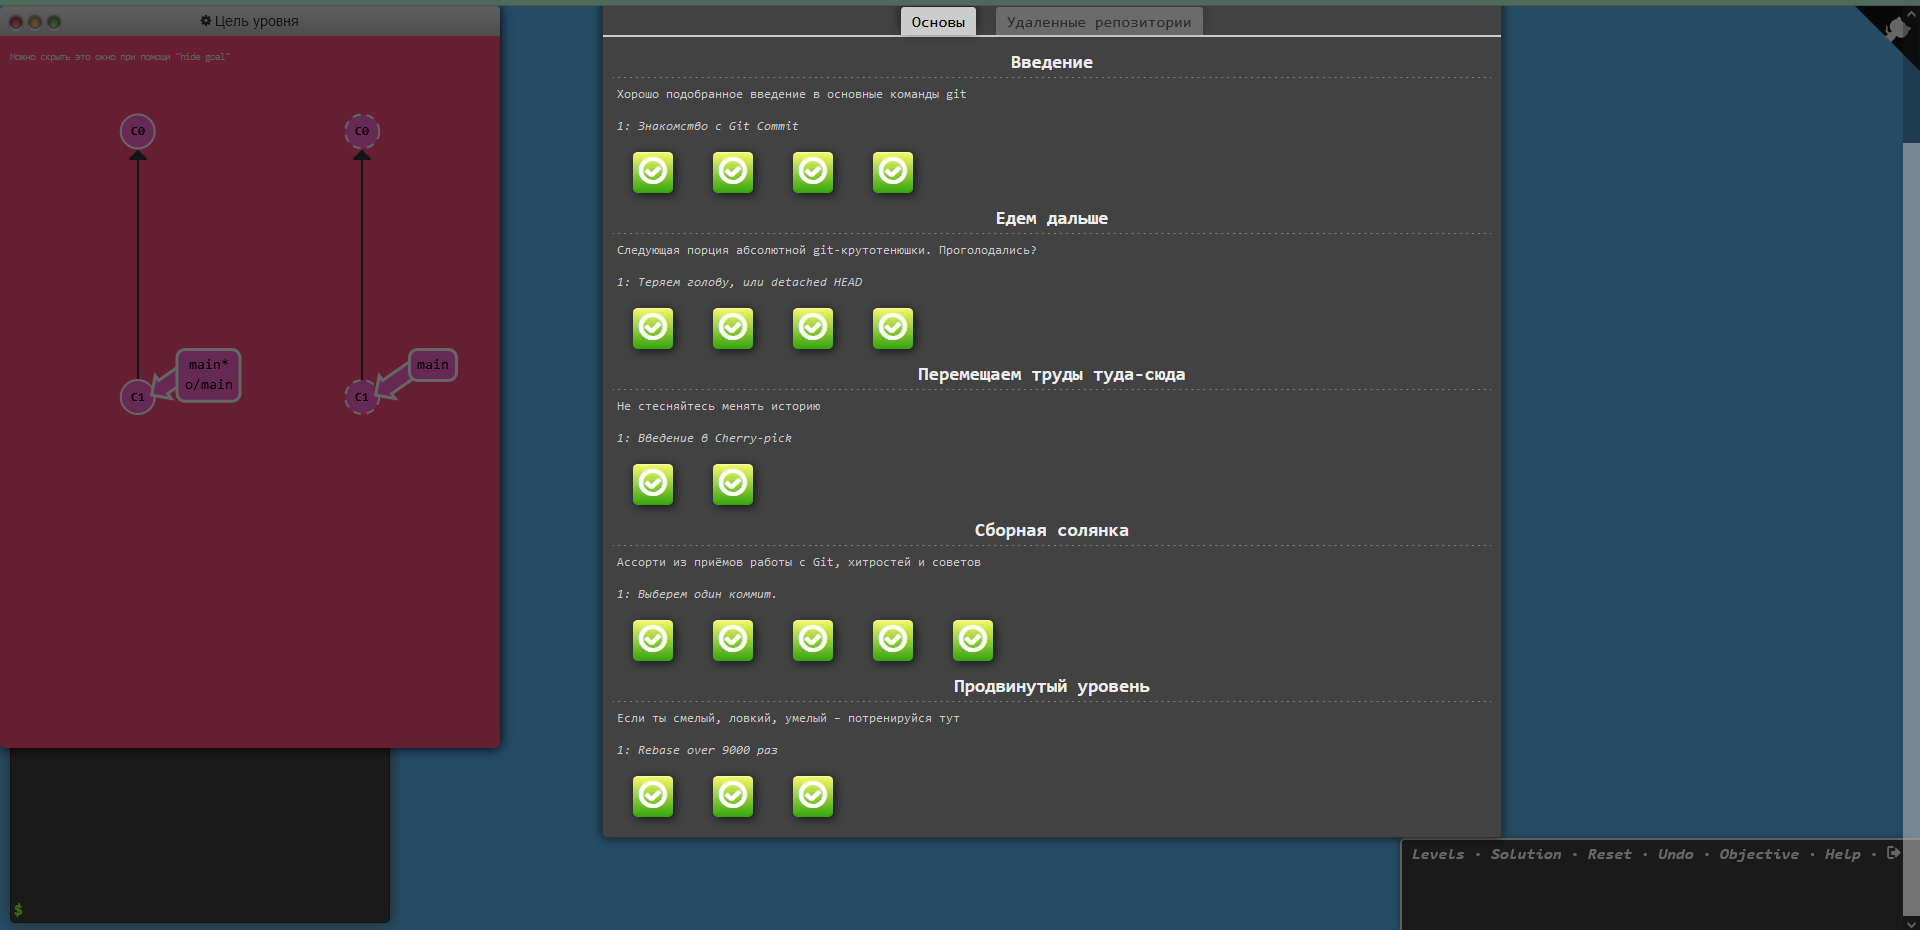 Цель уровня
Можно скрыть это окно при помощи "hide goal"
C0
C0
main*
o/main
main
C1
C1
$
Основы
Удаленные репозитории
Введение
Хорошо подобранное введение в основные команды git
1: Знакомство с Git Commit
Едем дальше
Следующая порция абсолютной git-крутотенюшки. Проголодались?
1: Теряем голову, или detached HEAD
Перемещаем труды туда-сюда
Не стесняйтесь менять историю
1: Введение в Cherry-pick
Сборная солянка
Ассорти из приёмов работы с Git, хитростей и советов
1: Выберем один коммит.
Продвинутый уровень
Если ты смелый, ловкий, умелый – потренируйся тут
1: Rebase over 9000 раз
Levels · Solution · Reset · Undo · Objective · Help ·